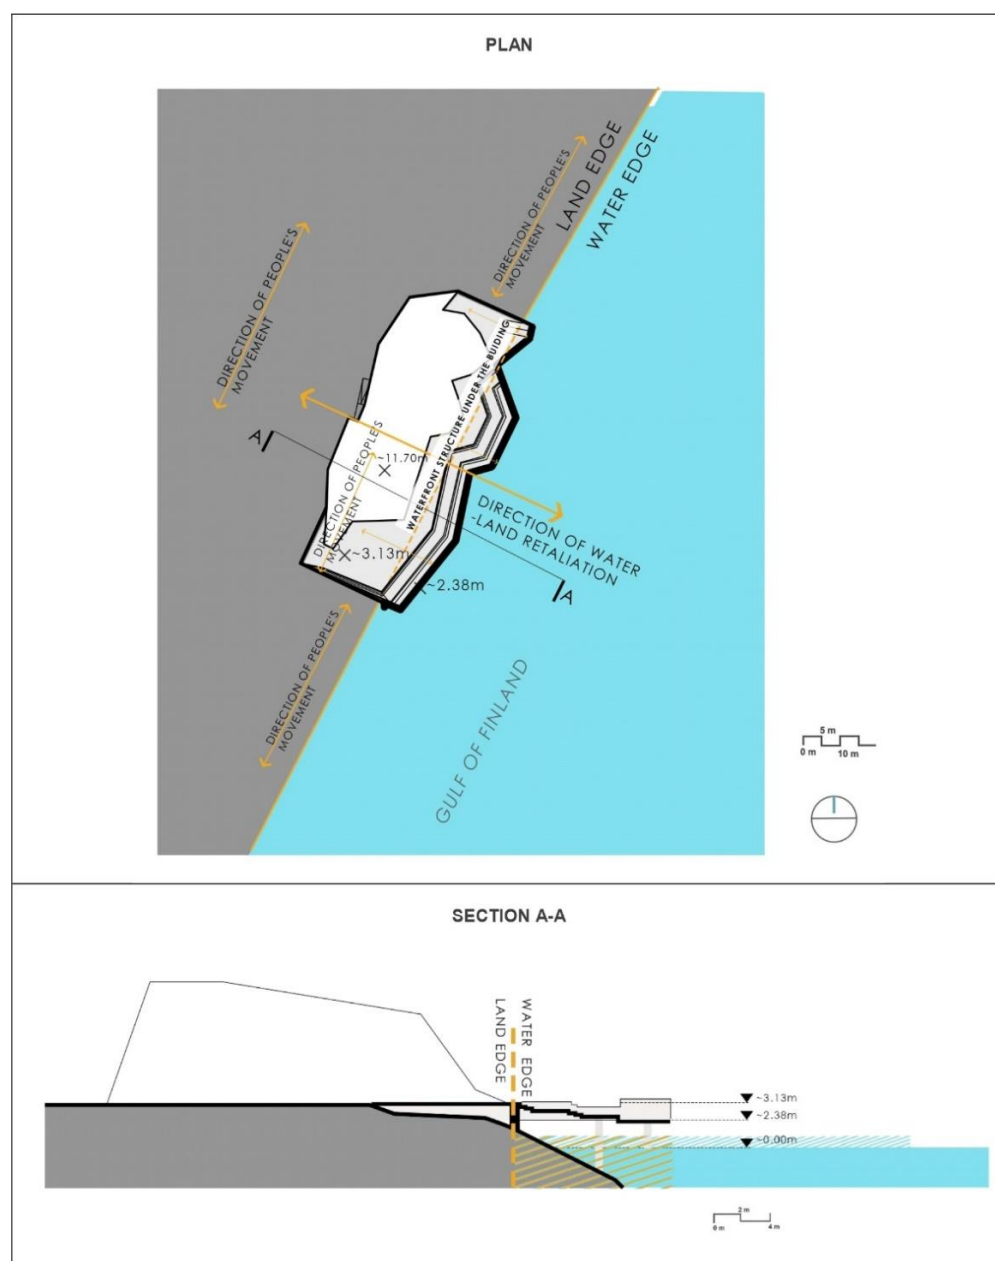 PLAN
LAND EDGE
WATER EDGE
DIRECTION OF PEOPLE'S
MOVEMENT
DIRECTION OF PEOPLE'S
MOVEMENT
WATERFRONT STRUCTURE UNDER THE BUIDING
A
~11.70m
DIRECTION OF PEOPLE'S
MOVEMENT
~3.13m
~2.38m
DIRECTION OF WATER
-LAND RETALIATION
A
DIRECTION OF PEOPLE'S
MOVEMENT
GULF OF FINLAND
5 m
0 m 10 m
SECTION A-A
LAND EDGE
WATER EDGE
~3.13m
~2.38m
~0.00m
2 m
0 m 4 m